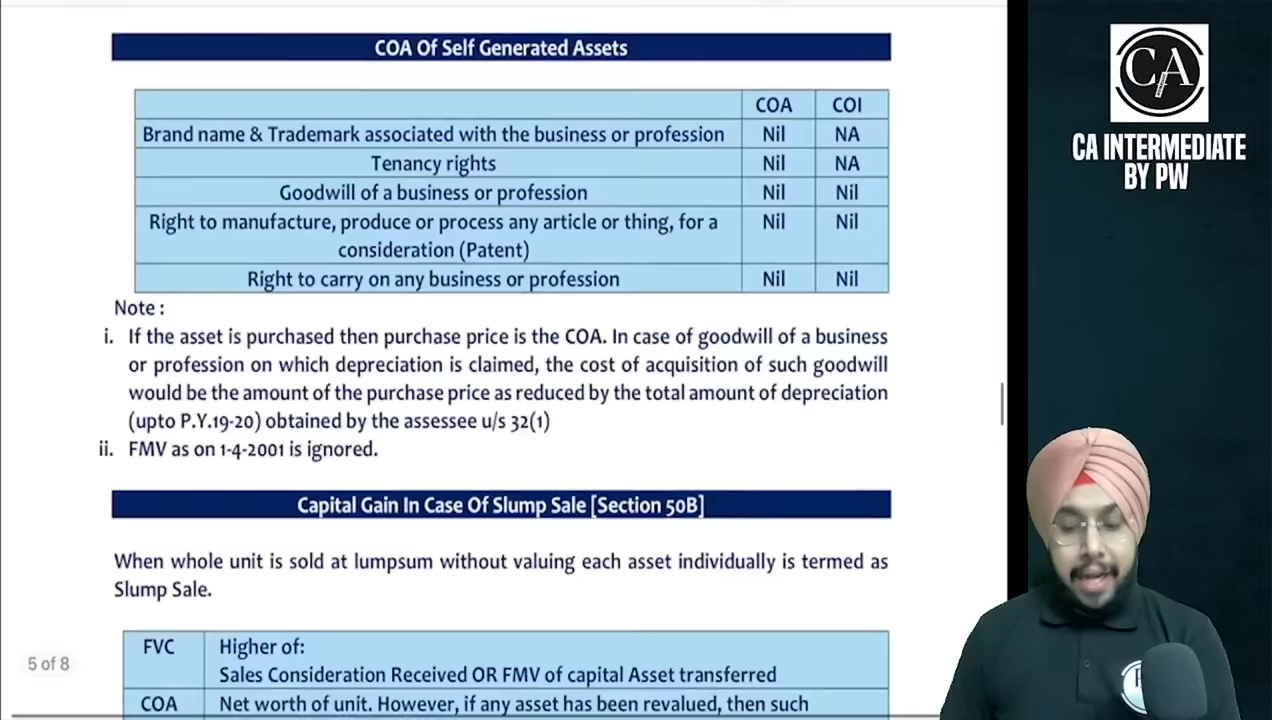 COA Of Self Generated Assets
COA COI
Brand name & Trademark associated with the business or profession Nil NA
Tenancy rights Nil NA
Goodwill of a business or profession Nil Nil
Right to manufacture, produce or process any article or thing, for a Nil Nil
consideration (Patent)
Right to carry on any business or profession Nil Nil
Note :
i. If the asset is purchased then purchase price is the COA. In case of goodwill of a business
or profession on which depreciation is claimed, the cost of acquisition of such goodwill
would be the amount of the purchase price as reduced by the total amount of depreciation
(upto P.Y.19-20) obtained by the assessee u/s 32(1)
ii. FMV as on 1-4-2001 is ignored.
Capital Gain In Case Of Slump Sale [Section 50B]
When whole unit is sold at lumpsum without valuing each asset individually is termed as
Slump Sale.
FVC Higher of:
Sales Consideration Received OR FMV of capital Asset transferred
COA Net worth of unit. However, if any asset has been revalued, then such
5 of 8
CA
CA INTERMEDIATE
BY PW